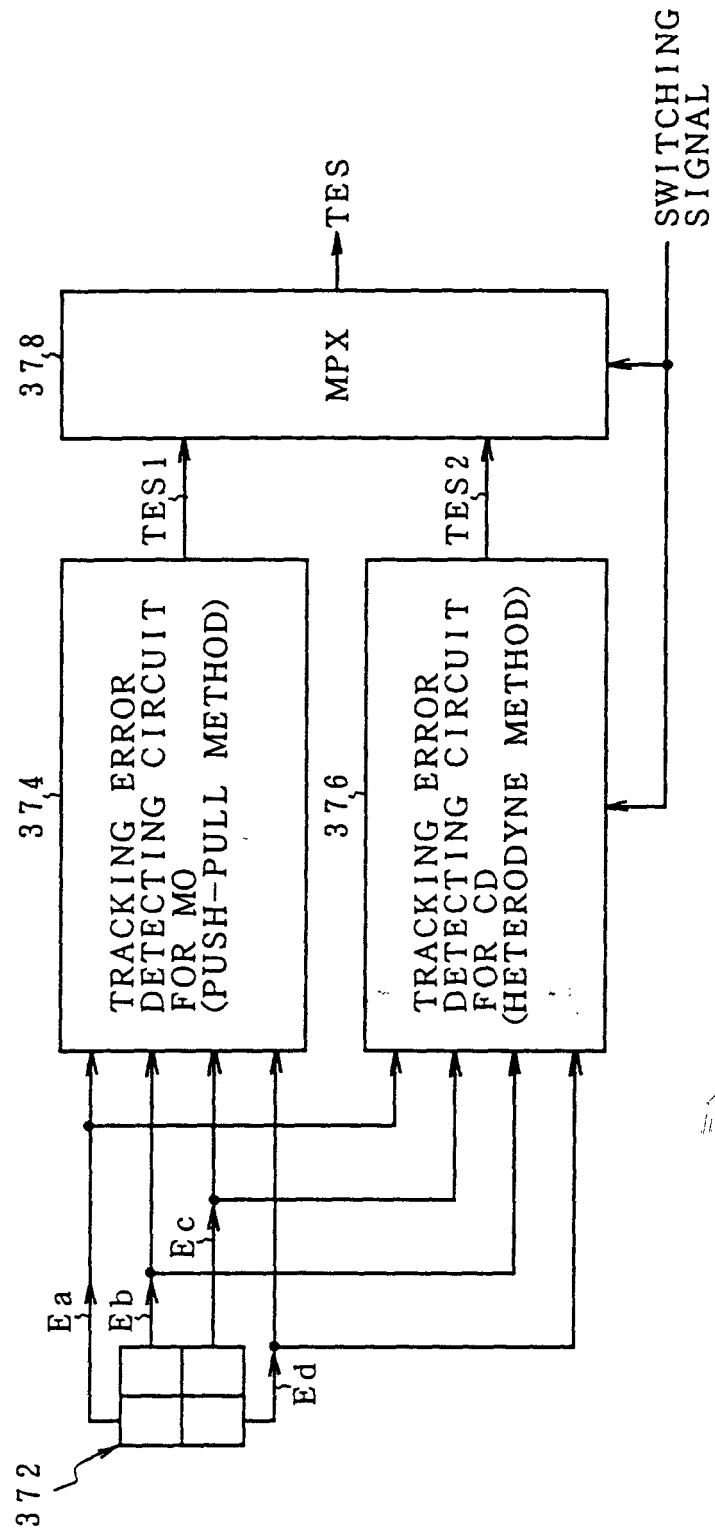 372
Ea
Eb
Ec
Ed
374
TRACKING ERROR
DETECTING CIRCUIT
FOR MO
(PUSH-PULL METHOD)
376
TRACKING ERROR
DETECTING CIRCUIT
FOR CD
(HETERODYNE METHOD)
TES1
TES2
378
MPX
TES
SWITCHING
SIGNAL